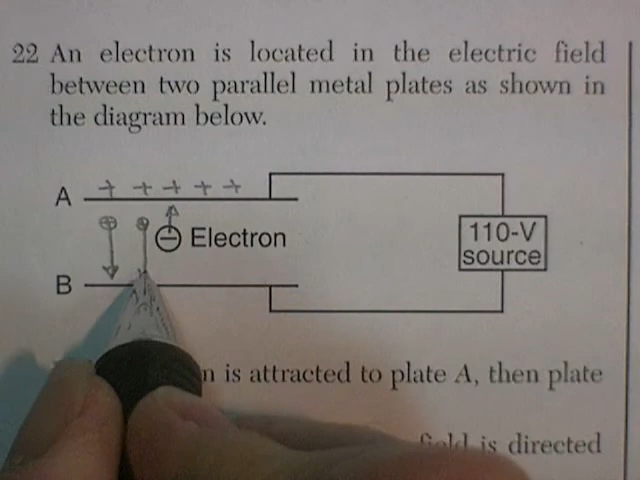 22 An electron is located in the electric field
between two parallel metal plates as shown in
the diagram below.
A + + + + +
Electron
110-V
source
B
is attracted to plate A, then plate
field is directed